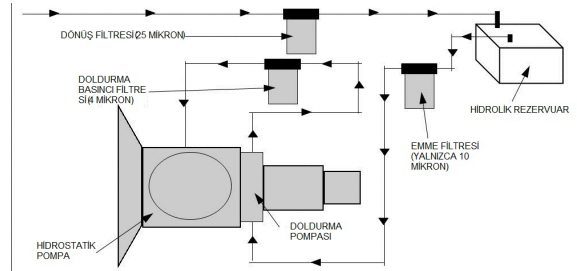 DÖNÜŞ FİLTRESİ(25 MİKRON)
DOLDURMA
BASINCI FİLTRE
Sİ(4 MİKRON)
HİDROLİK REZERVUAR
EMME FİLTRESİ
(YALNIZCA 10
MİKRON)
DOLDURMA
POMPASI
HİDROSTATİK
POMPA